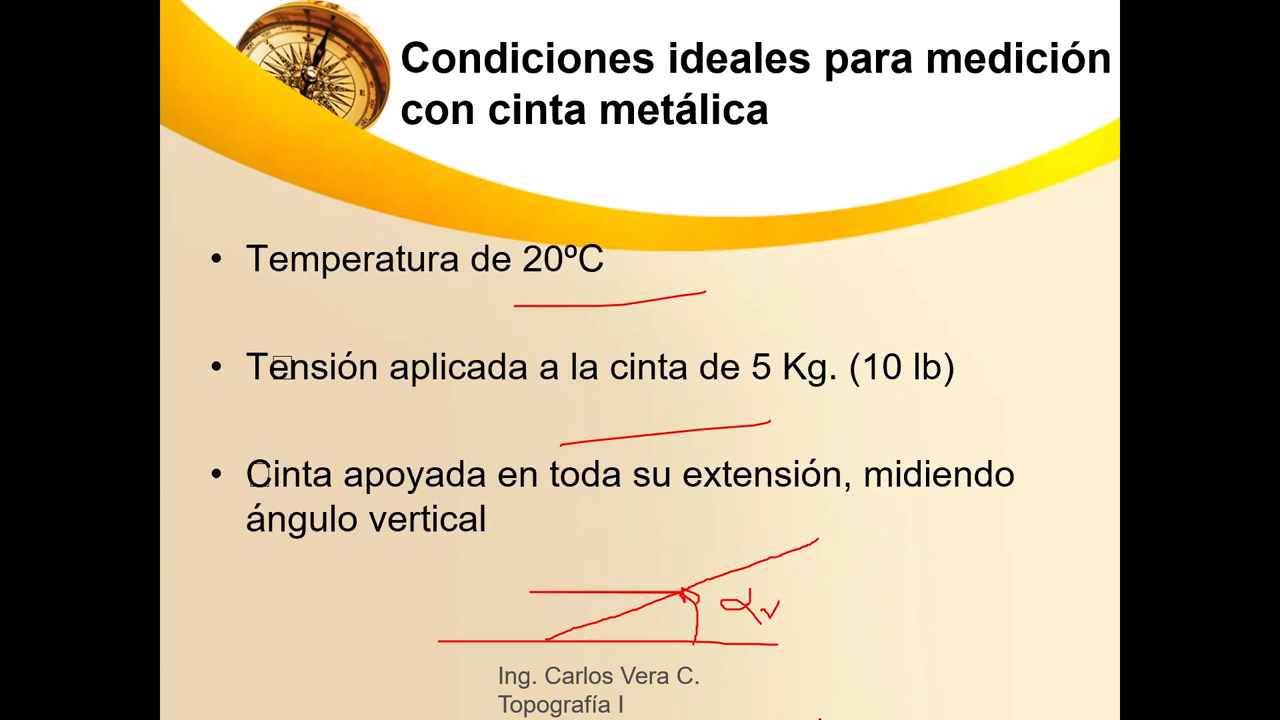 Condiciones ideales para medición
con cinta metálica
• Temperatura de 20ºC
• Tensión aplicada a la cinta de 5 Kg. (10 lb)
• Cinta apoyada en toda su extensión, midiendo
ángulo vertical
αv
Ing. Carlos Vera C.
Topografía I